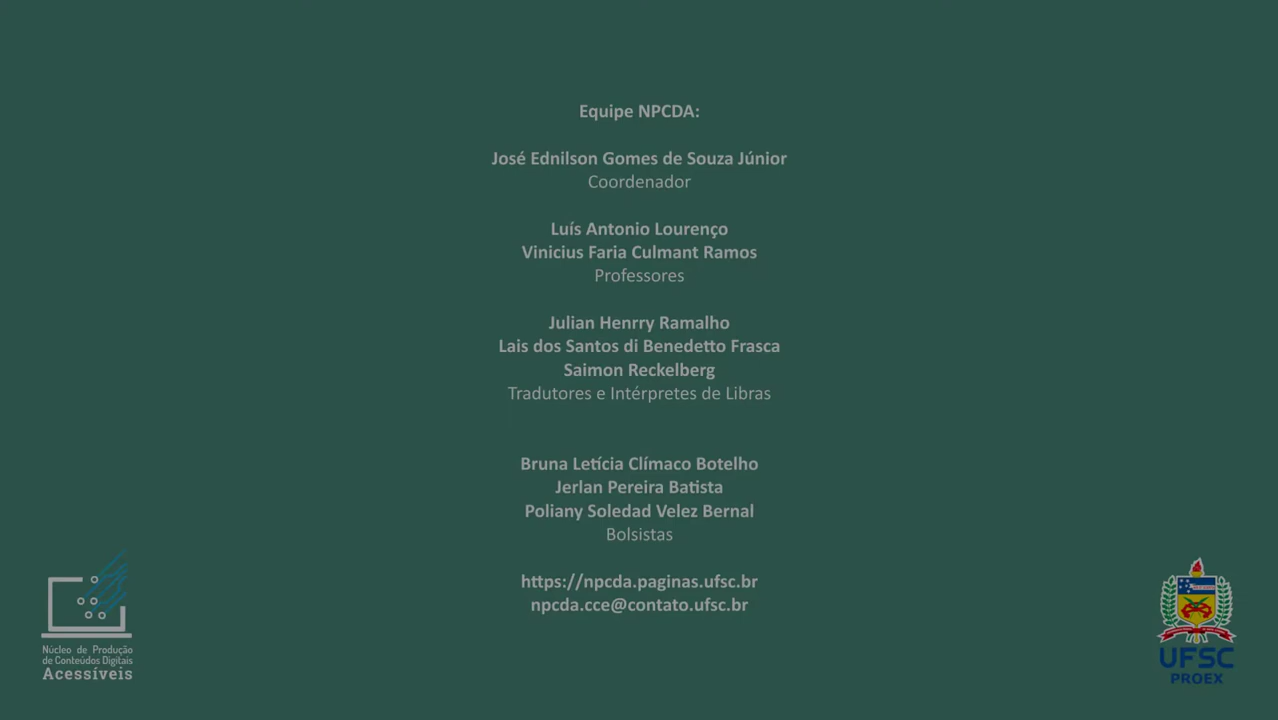 Equipe NPCDA:
José Ednilson Gomes de Souza Júnior
Coordenador
Luís Antonio Lourenço
Vinicius Faria Culmant Ramos
Professores
Julian Henrry Ramalho
Lais dos Santos di Benedetto Frasca
Saimon Reckelberg
Tradutores e Intérpretes de Libras
Bruna Letícia Clímaco Botelho
Jerlan Pereira Batista
Poliany Soledad Velez Bernal
Bolsistas
https://npcda.paginas.ufsc.br
npcda.cce@contato.ufsc.br
Núcleo de Produção
de Conteúdos Digitais
Acessíveis
UFSC
PROEX